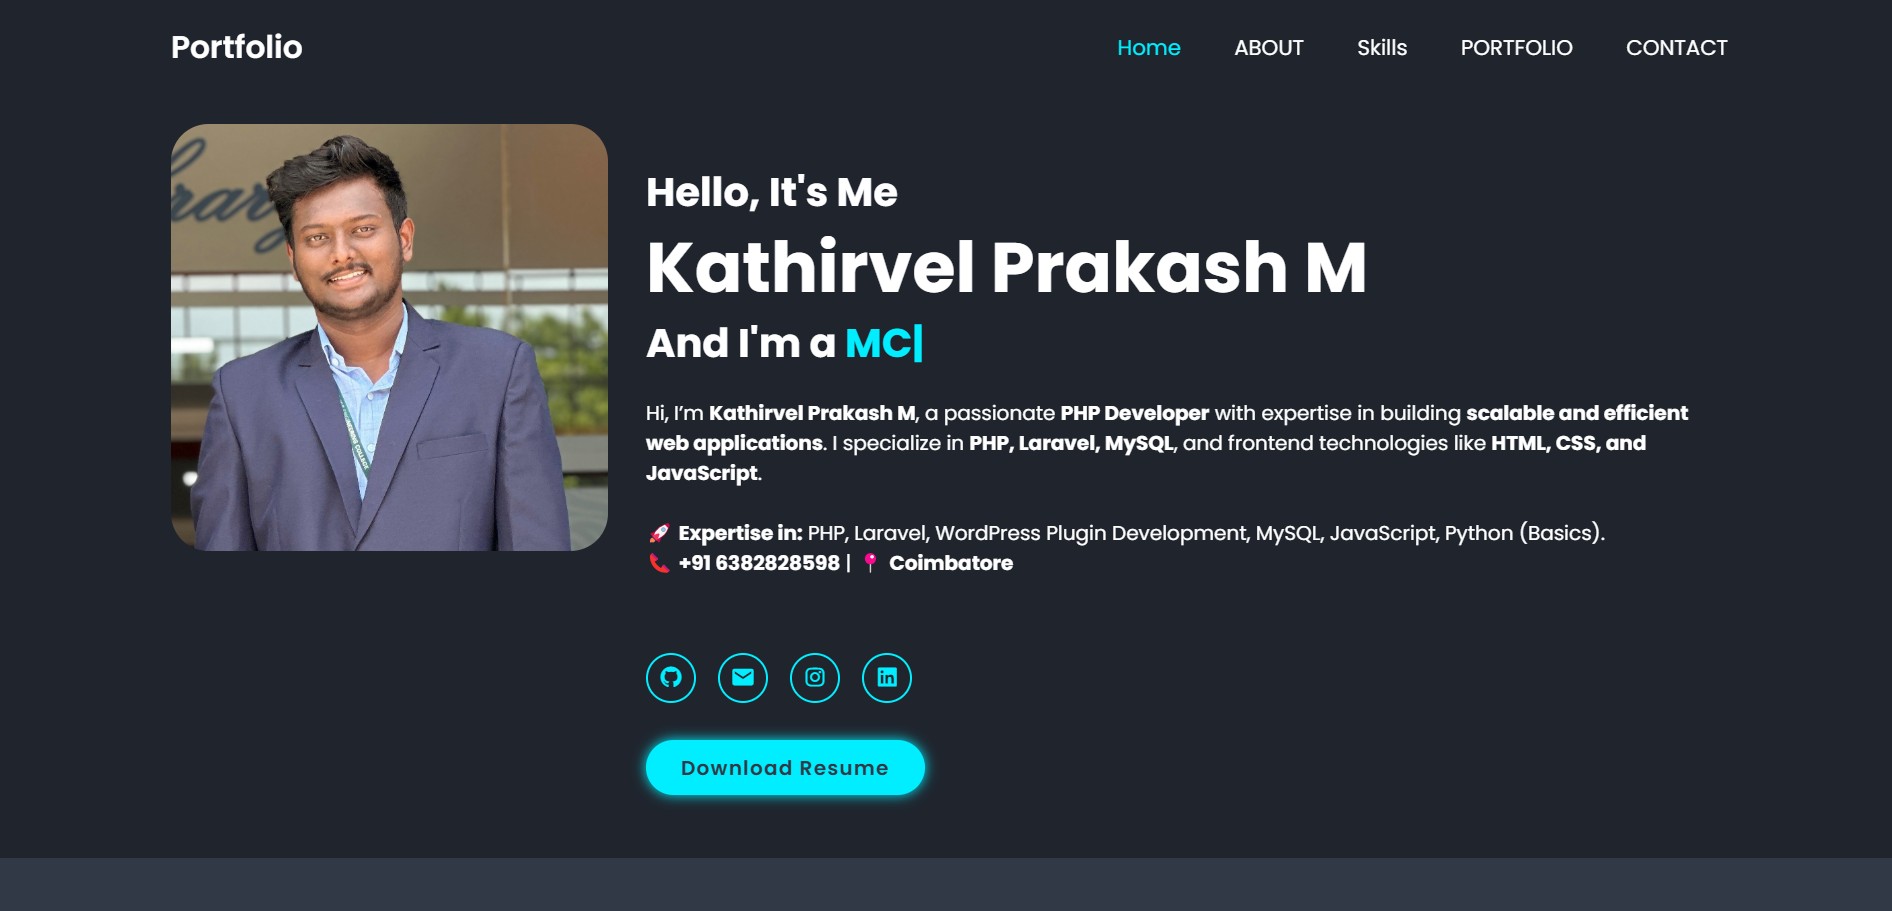 Portfolio
Home ABOUT Skills PORTFOLIO CONTACT
Hello, It's Me
Kathirvel Prakash M
And I'm a MC|
Hi, I’m Kathirvel Prakash M, a passionate PHP Developer with expertise in building scalable and efficient
web applications. I specialize in PHP, Laravel, MySQL, and frontend technologies like HTML, CSS, and
JavaScript.
🚀 Expertise in: PHP, Laravel, WordPress Plugin Development, MySQL, JavaScript, Python (Basics).
📞 +91 6382828598 | 📍 Coimbatore
Download Resume